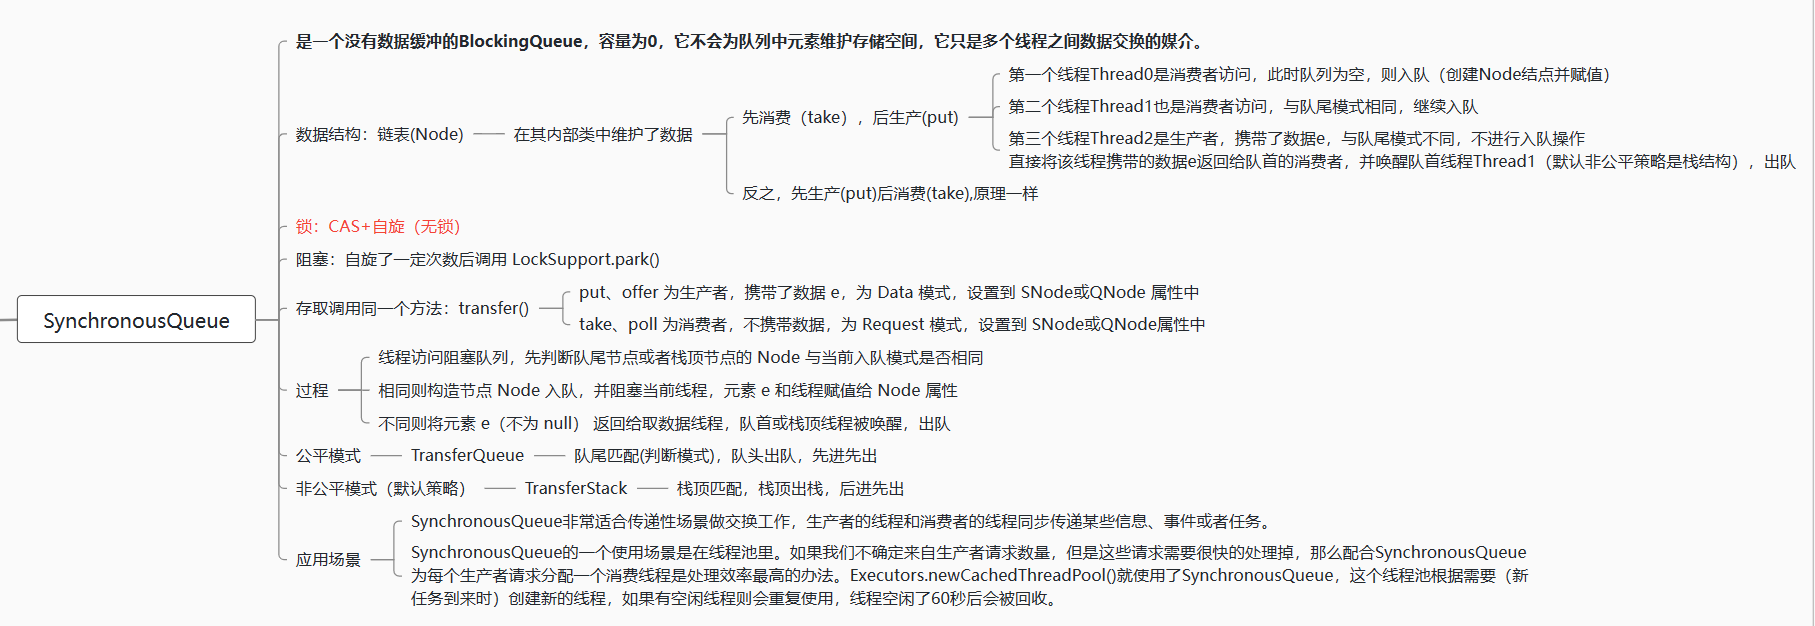 SynchronousQueue
是一个没有数据缓冲的BlockingQueue，容量为0，它不会为队列中元素维护存储空间，它只是多个线程之间数据交换的媒介。
数据结构：链表(Node)
在其内部类中维护了数据
先消费（take），后生产(put)
第一个线程Thread0是消费者访问，此时队列为空，则入队（创建Node结点并赋值）
第二个线程Thread1也是消费者访问，与队尾模式相同，继续入队
第三个线程Thread2是生产者，携带了数据e，与队尾模式不同，不进行入队操作
直接将该线程携带的数据e返回给队首的消费者，并唤醒队首线程Thread1（默认非公平策略是栈结构），出队
反之，先生产(put)后消费(take),原理一样
锁：CAS+自旋（无锁）
阻塞：自旋了一定次数后调用 LockSupport.park()
存取调用同一个方法：transfer()
put、offer 为生产者，携带了数据 e，为 Data 模式，设置到 SNode或QNode 属性中
take、poll 为消费者，不携带数据，为 Request 模式，设置到 SNode或QNode属性中
过程
线程访问阻塞队列，先判断队尾节点或者栈顶节点的 Node 与当前入队模式是否相同
相同则构造节点 Node 入队，并阻塞当前线程，元素 e 和线程赋值给 Node 属性
不同则将元素 e（不为 null） 返回给取数据线程，队首或栈顶线程被唤醒，出队
公平模式
TransferQueue
队尾匹配(判断模式)，队头出队，先进先出
非公平模式（默认策略）
TransferStack
栈顶匹配，栈顶出栈，后进先出
应用场景
SynchronousQueue非常适合传递性场景做交换工作，生产者的线程和消费者的线程同步传递某些信息、事件或者任务。
SynchronousQueue的一个使用场景是在线程池里。如果我们不确定来自生产者请求数量，但是这些请求需要很快的处理掉，那么配合SynchronousQueue
为每个生产者请求分配一个消费线程是处理效率最高的办法。Executors.newCachedThreadPool()就使用了SynchronousQueue，这个线程池根据需要（新
任务到来时）创建新的线程，如果有空闲线程则会重复使用，线程空闲了60秒后会被回收。